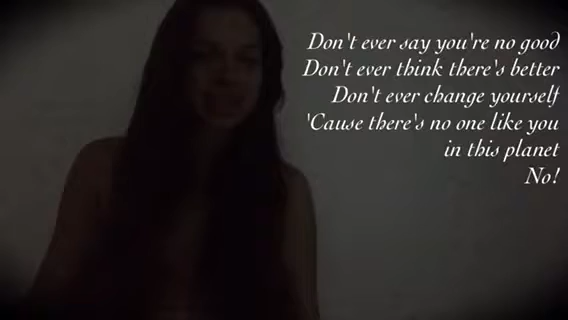 Don't ever say you're no good
Don't ever think there's better
Don't ever change yourself
'Cause there's no one like you
in this planet
No!